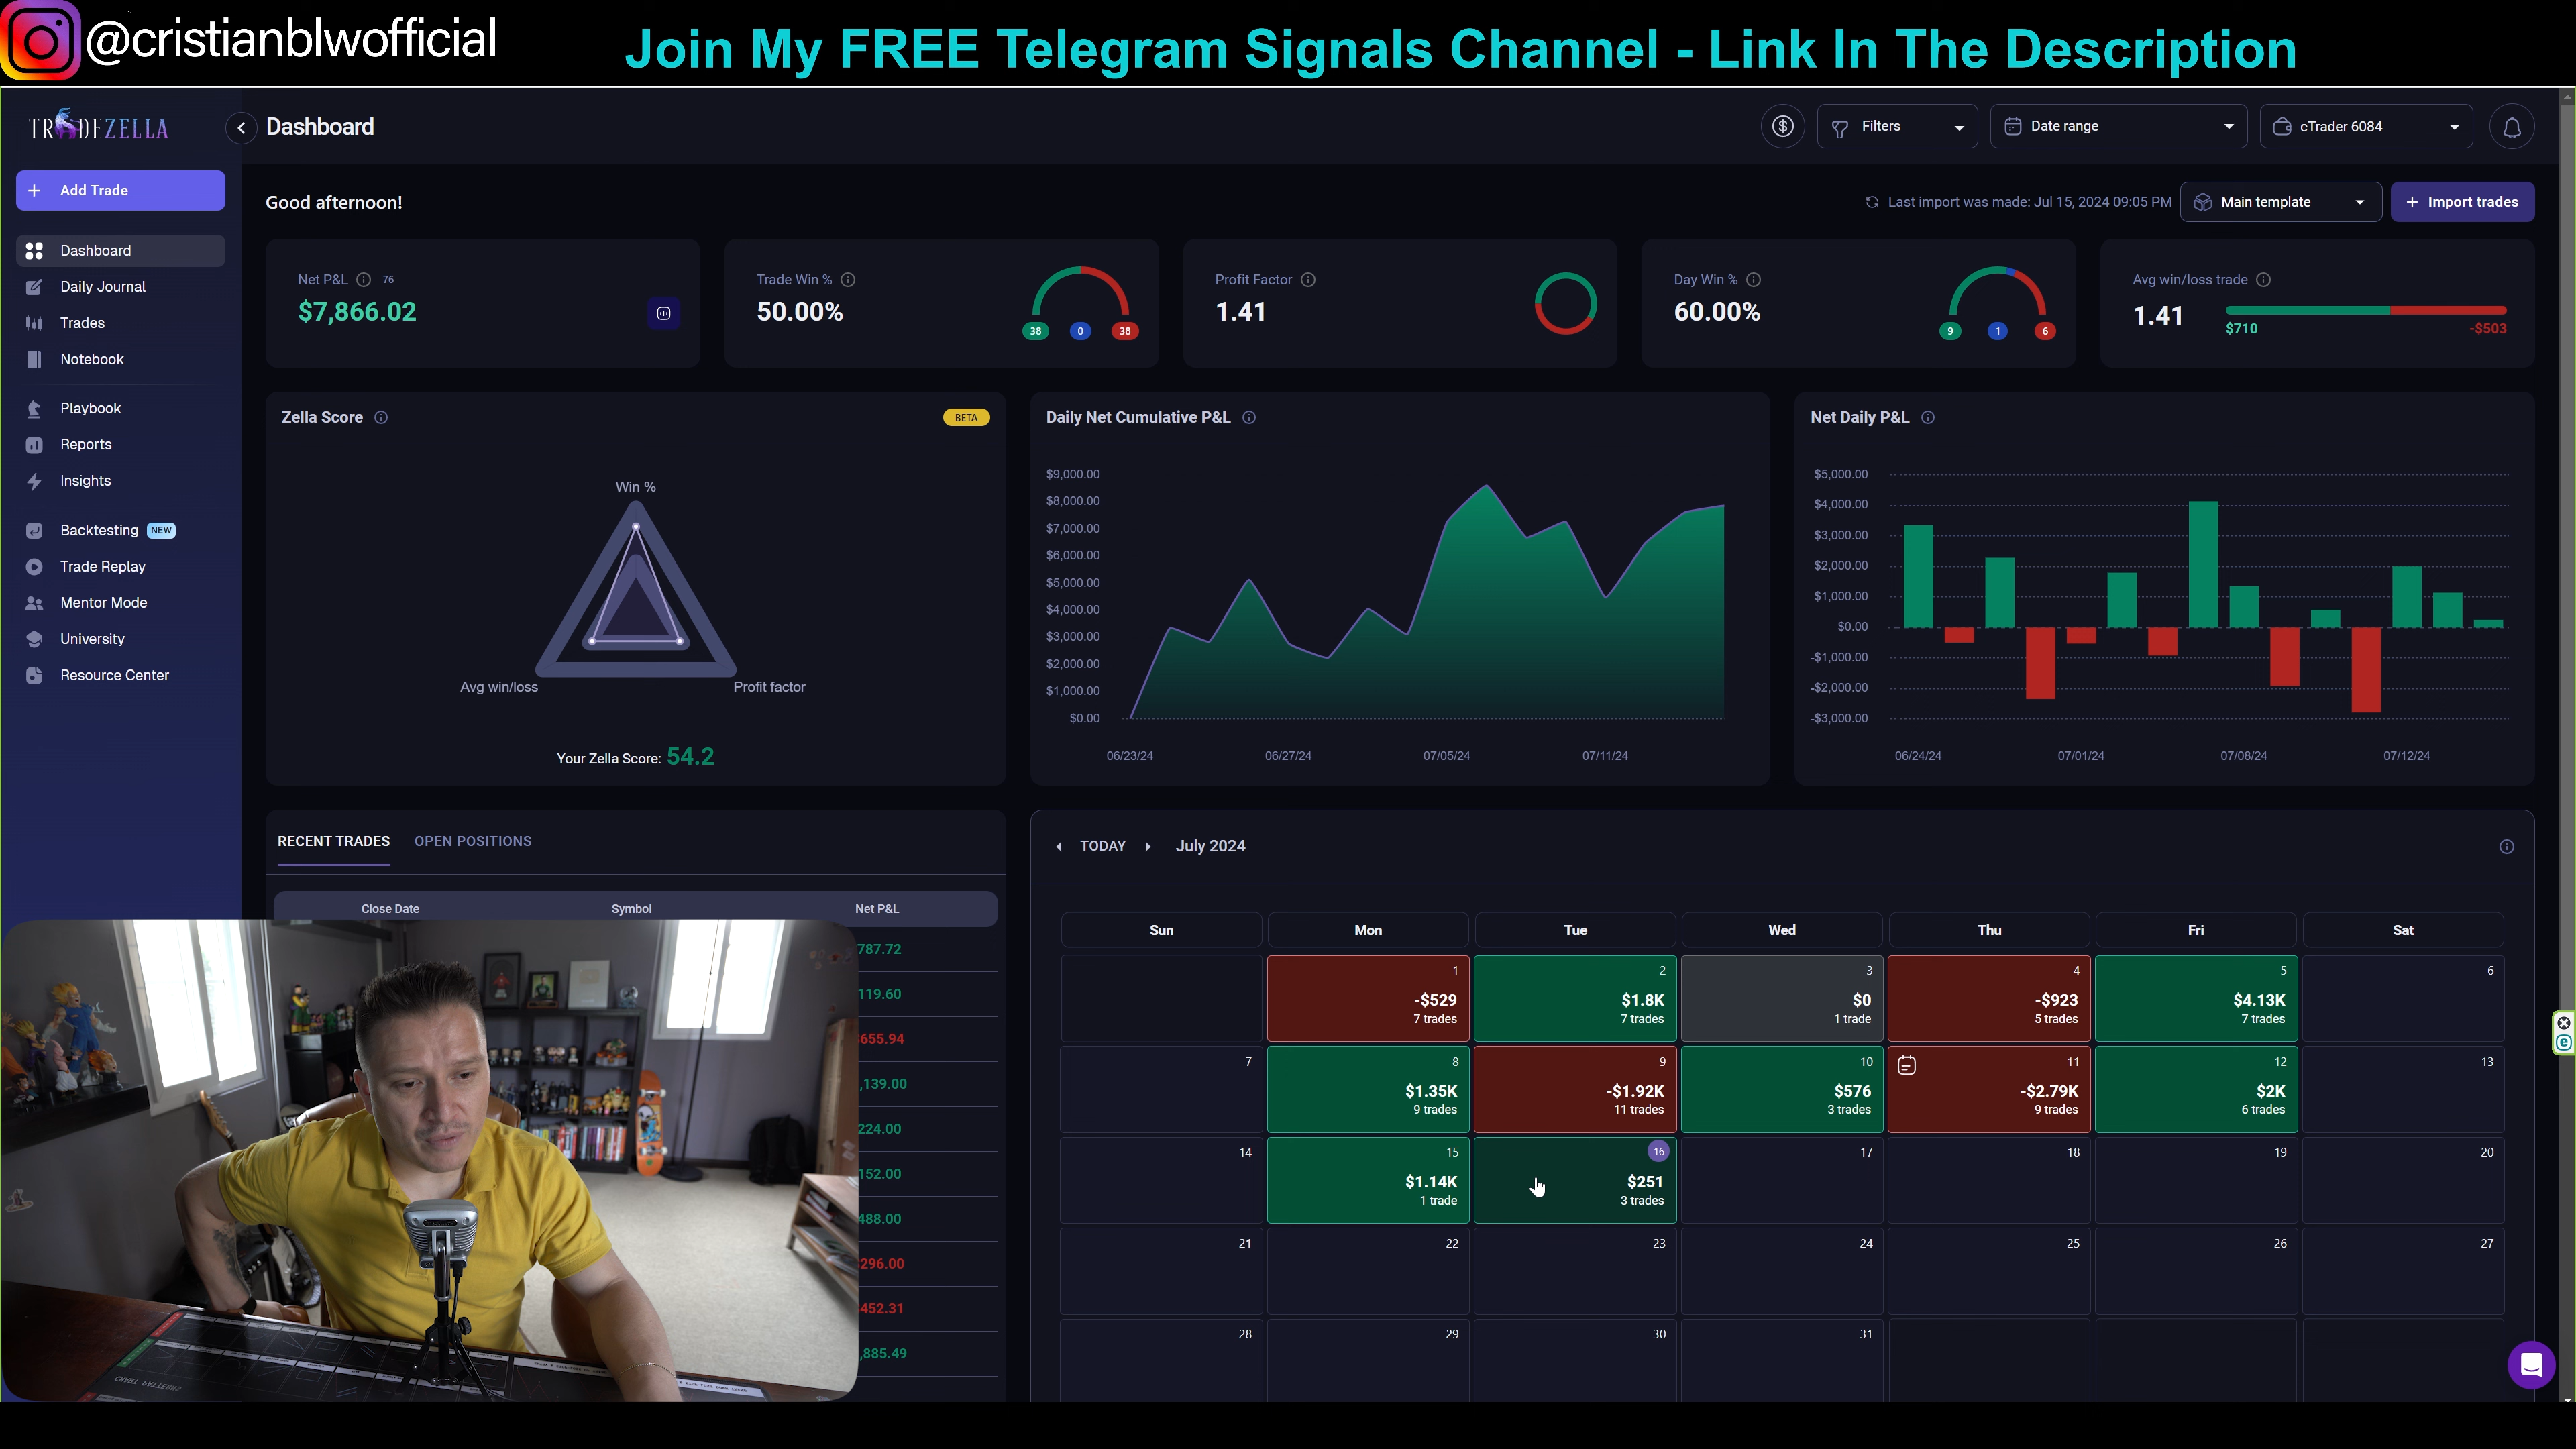 @cristianblwofficial
Join My FREE Telegram Signals Channel - Link In The Description
TRADEZELLA
Dashboard
Filters
Date range
cTrader 6084
Add Trade
Good afternoon!
Last import was made: Jul 15, 2024 09:05 PM
Main template
Import trades
Dashboard
Daily Journal
Trades
Notebook
Playbook
Reports
Insights
Backtesting NEW
Trade Replay
Mentor Mode
University
Resource Center
Net P&L 76
$7,866.02
Trade Win %
50.00%
38 0 38
Profit Factor
1.41
Day Win %
60.00%
9 1 6
Avg win/loss trade
1.41
$710 -$503
Zella Score
BETA
Win %
Avg win/loss
Profit factor
Your Zella Score: 54.2
Daily Net Cumulative P&L
$9,000.00
$8,000.00
$7,000.00
$6,000.00
$5,000.00
$4,000.00
$3,000.00
$2,000.00
$1,000.00
$0.00
06/23/24 06/27/24 07/05/24 07/11/24
Net Daily P&L
$5,000.00
$4,000.00
$3,000.00
$2,000.00
$1,000.00
$0.00
-$1,000.00
-$2,000.00
-$3,000.00
06/24/24 07/01/24 07/08/24 07/12/24
RECENT TRADES OPEN POSITIONS
Close Date Symbol Net P&L
787.72
119.60
655.94
,139.00
224.00
152.00
488.00
296.00
452.31
,885.49
TODAY July 2024
Sun Mon Tue Wed Thu Fri Sat
1 2 3 4 5 6
-$529 $1.8K $0 -$923 $4.13K
7 trades 7 trades 1 trade 5 trades 7 trades
7 8 9 10 11 12 13
$1.35K -$1.92K $576 -$2.79K $2K
9 trades 11 trades 3 trades 9 trades 6 trades
14 15 16 17 18 19 20
$1.14K $251
1 trade 3 trades
21 22 23 24 25 26 27
28 29 30 31